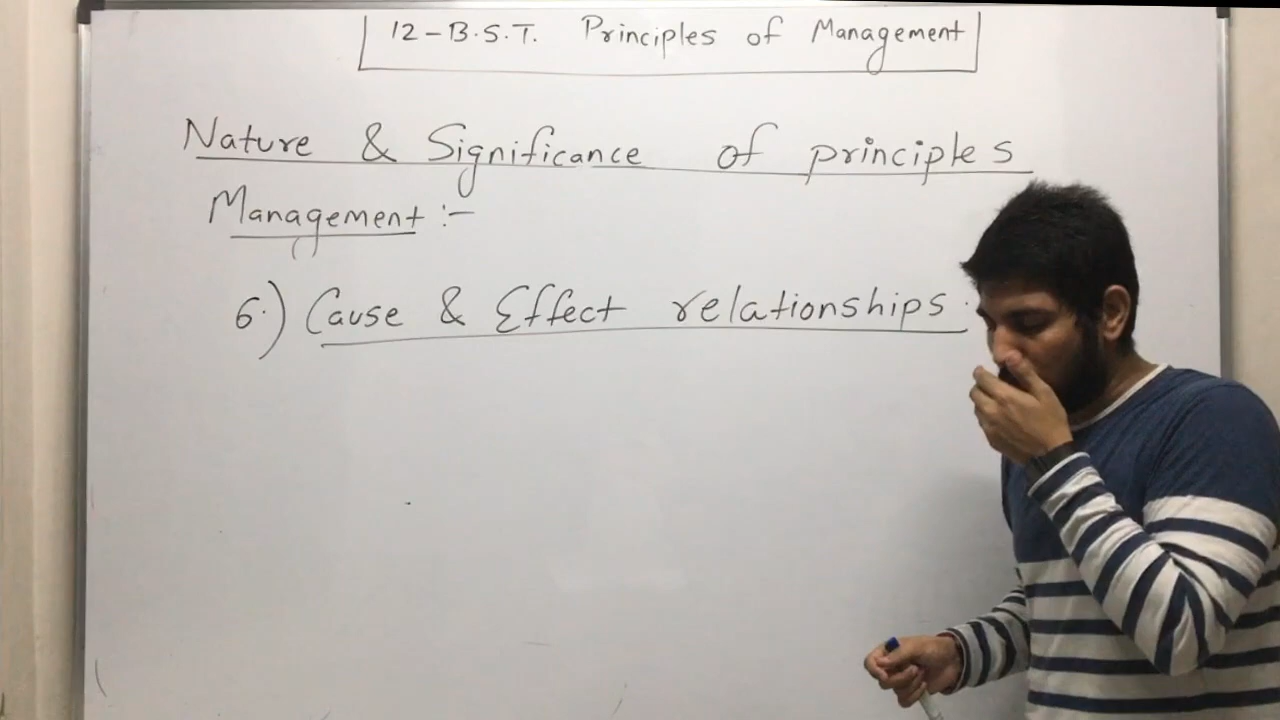 12-B.S.T. Principles of Management
Nature & Significance of principles
Management :-
6.) Cause & Effect relationships.